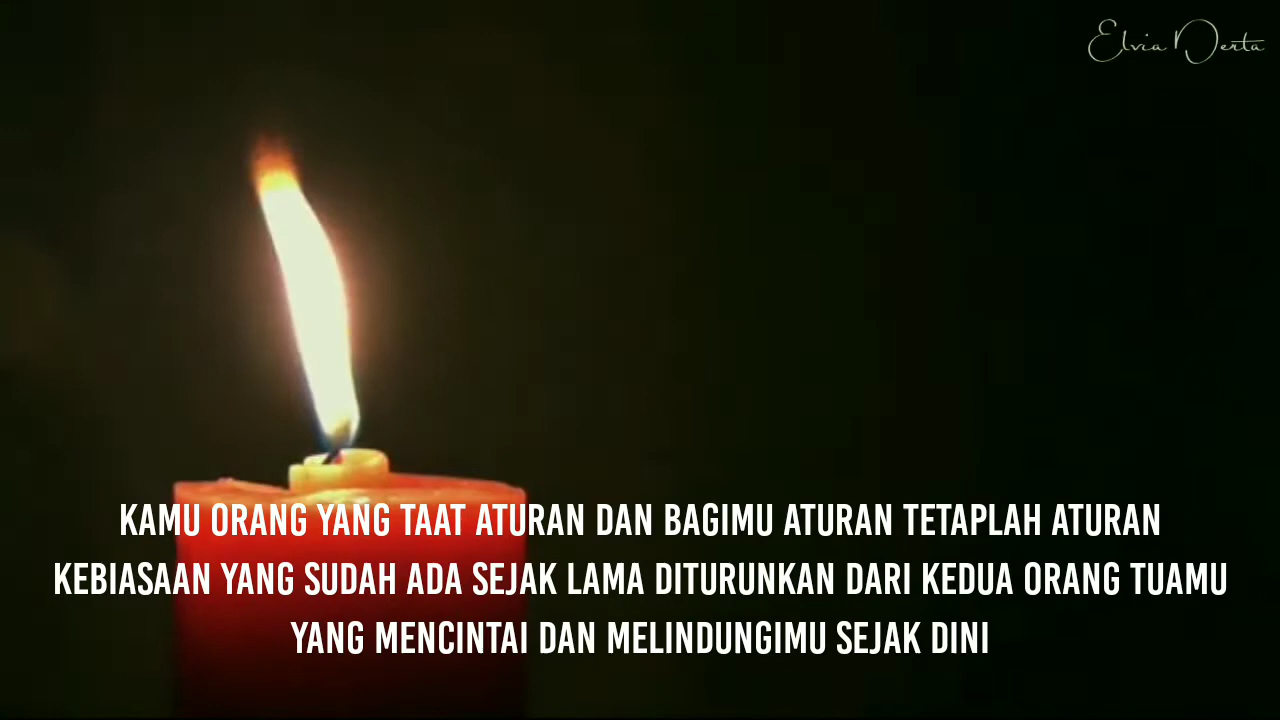 Elvia Derta
KAMU ORANG YANG TAAT ATURAN DAN BAGIMU ATURAN TETAPLAH ATURAN
KEBIASAAN YANG SUDAH ADA SEJAK LAMA DITURUNKAN DARI KEDUA ORANG TUAMU
YANG MENCINTAI DAN MELINDUNGIMU SEJAK DINI